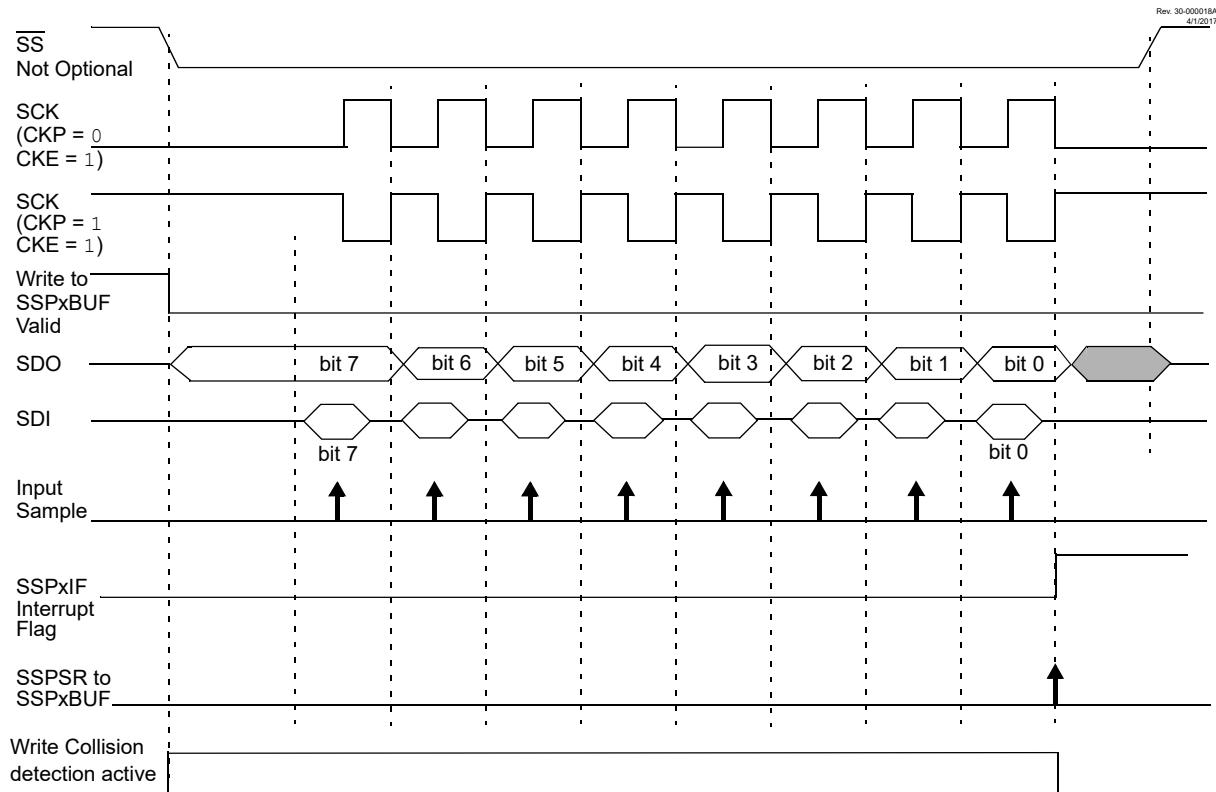 Rev. 30-000018A
4/1/2017
SS
Not Optional
SCK
(CKP = 0
CKE = 1)
SCK
(CKP = 1
CKE = 1)
Write to
SSPxBUF
Valid
SDO
bit 7
bit 6
bit 5
bit 4
bit 3
bit 2
bit 1
bit 0
SDI
bit 7
bit 0
Input
Sample
SSPxIF
Interrupt
Flag
SSPSR to
SSPxBUF
Write Collision
detection active